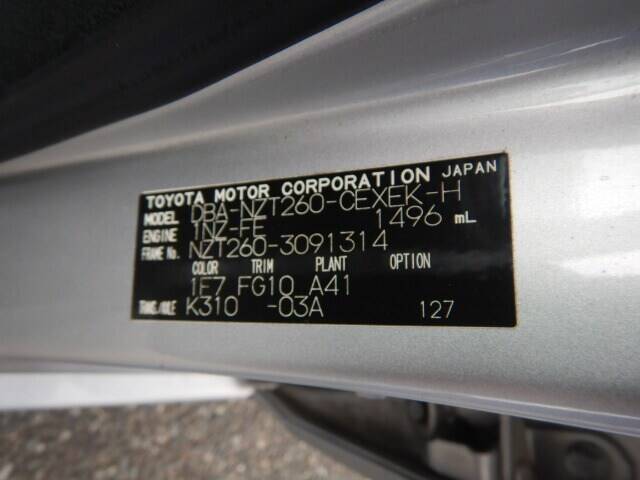 TOYOTA MOTOR CORPORATION JAPAN
MODEL DBA-NZT260-CEXEK-H
ENGINE 1NZ-FE 1496 mL
FRAME No. NZT260-3091314
COLOR TRIM PLANT OPTION
1F7 FG10 A41
TRANS./AXLE K310 -03A 127